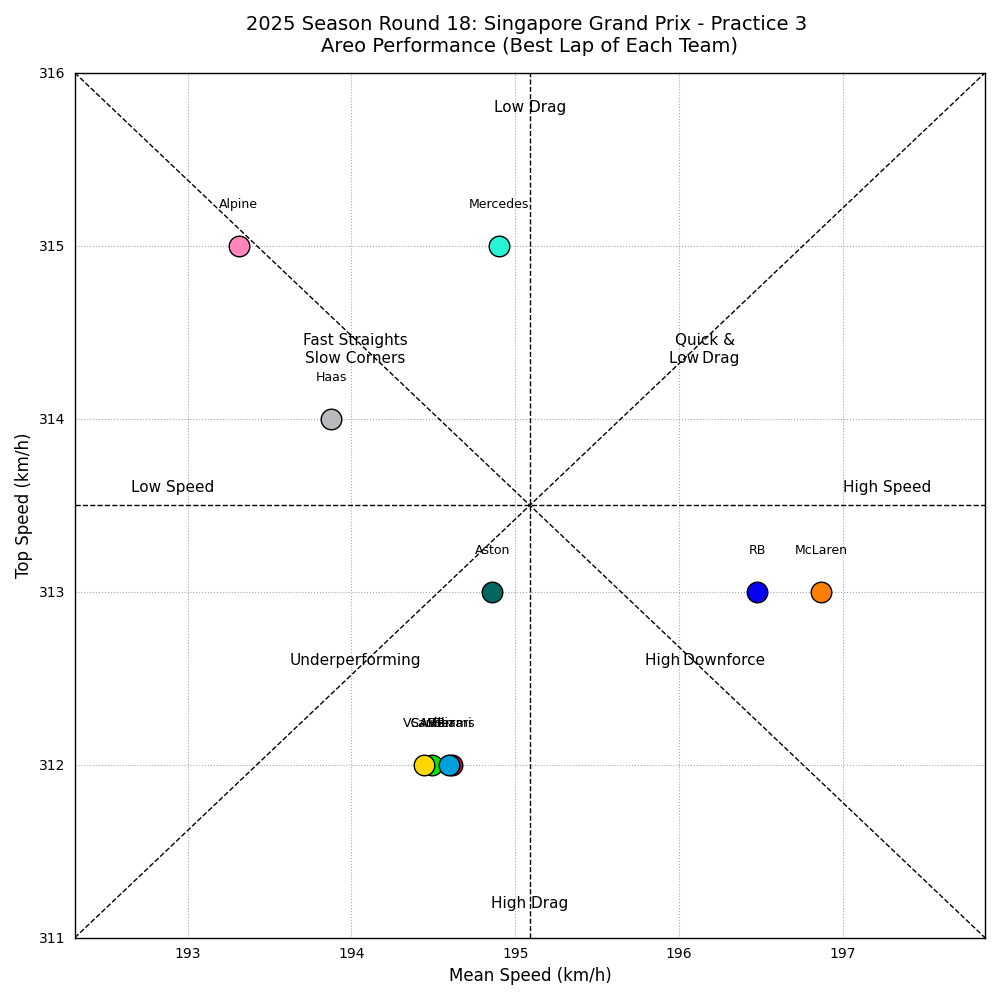 2025 Season Round 18: Singapore Grand Prix - Practice 3
Areo Performance (Best Lap of Each Team)
316
Low Drag
Alpine
Mercedes
315
Fast Straights
Slow Corners
Quick &
Low Drag
Haas
314
Low Speed
High Speed
Top Speed (km/h)
Aston
RB
McLaren
313
Underperforming
High Downforce
312
High Drag
311
193
194
195
196
197
Mean Speed (km/h)